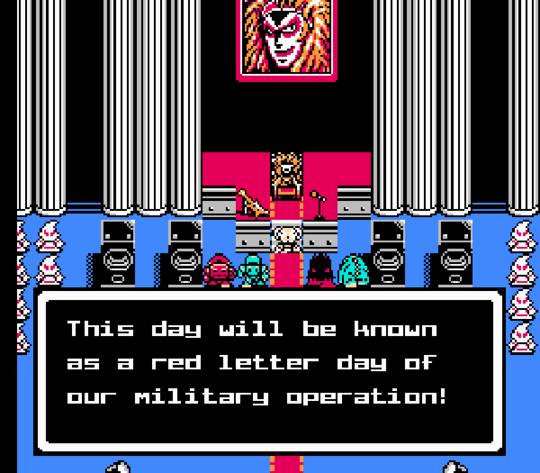 This day will be known
as a red letter day of
our military operation!